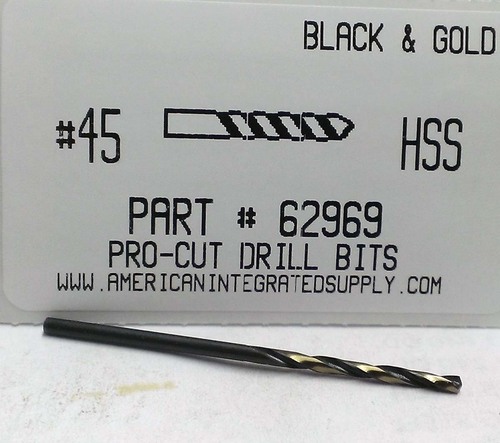 BLACK & GOLD
#45 HSS
PART # 62969
PRO-CUT DRILL BITS
WWW.AMERICANINTEGRATEDSUPPLY.COM